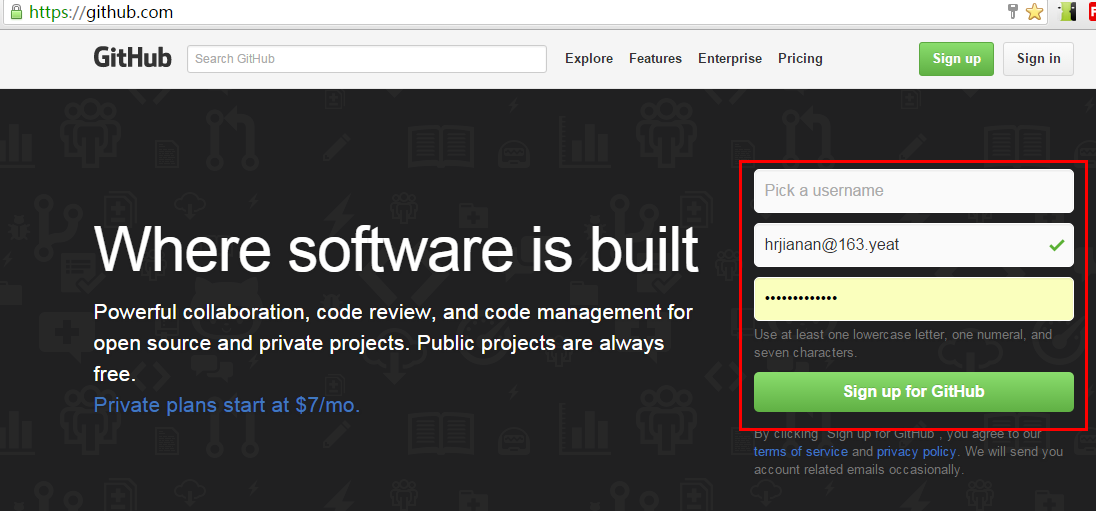 https://github.com
GitHub
Search GitHub
Explore
Features
Enterprise
Pricing
Sign up
Sign in
Where software is built
Powerful collaboration, code review, and code management for
open source and private projects. Public projects are always
free.
Private plans start at $7/mo.
Pick a username
hrjianan@163.yeat
•••••••••••••
Use at least one lowercase letter, one numeral, and
seven characters.
Sign up for GitHub
By clicking "Sign up for GitHub", you agree to our
terms of service and privacy policy. We will send you
account related emails occasionally.